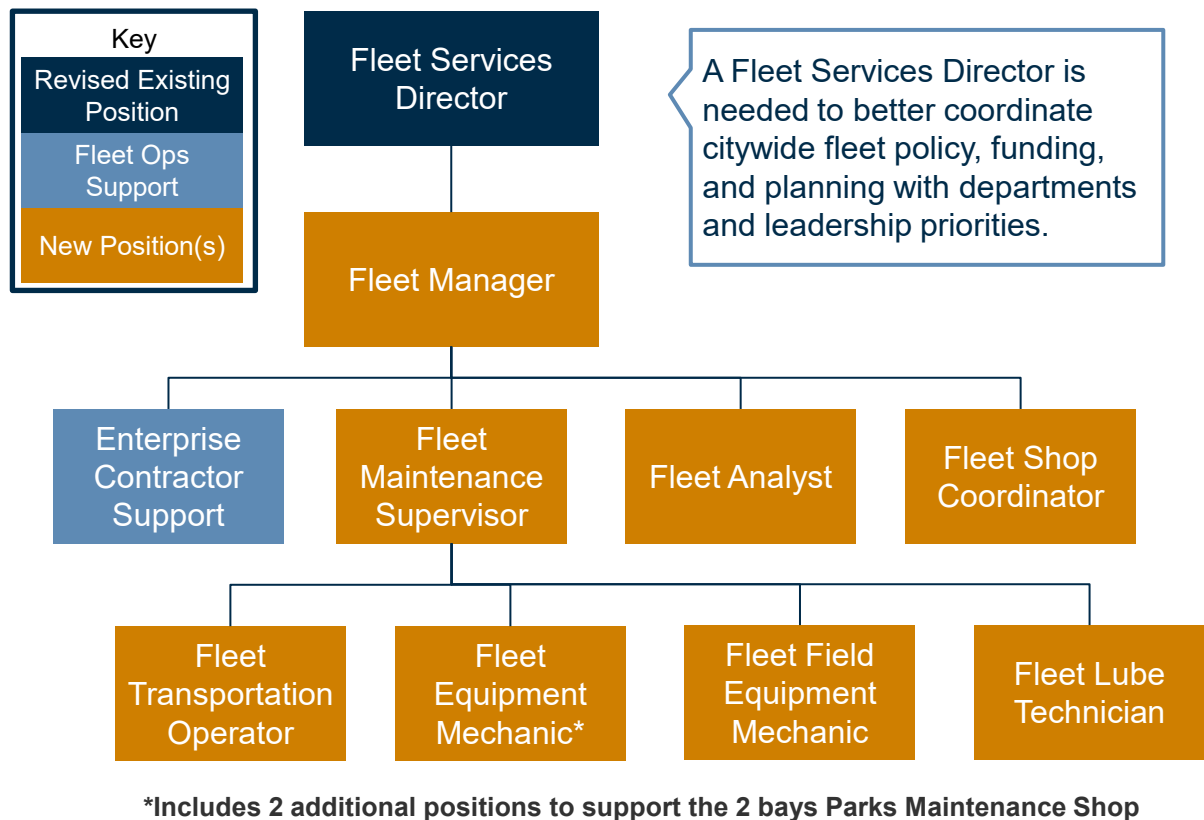 Key
Revised Existing
Position
Fleet Ops
Support
New Position(s)
Fleet Services
Director
A Fleet Services Director is
needed to better coordinate
citywide fleet policy, funding,
and planning with departments
and leadership priorities.
Fleet Manager
Enterprise
Contractor
Support
Fleet
Maintenance
Supervisor
Fleet Analyst
Fleet Shop
Coordinator
Fleet
Transportation
Operator
Fleet
Equipment
Mechanic*
Fleet Field
Equipment
Mechanic
Fleet Lube
Technician
*Includes 2 additional positions to support the 2 bays Parks Maintenance Shop